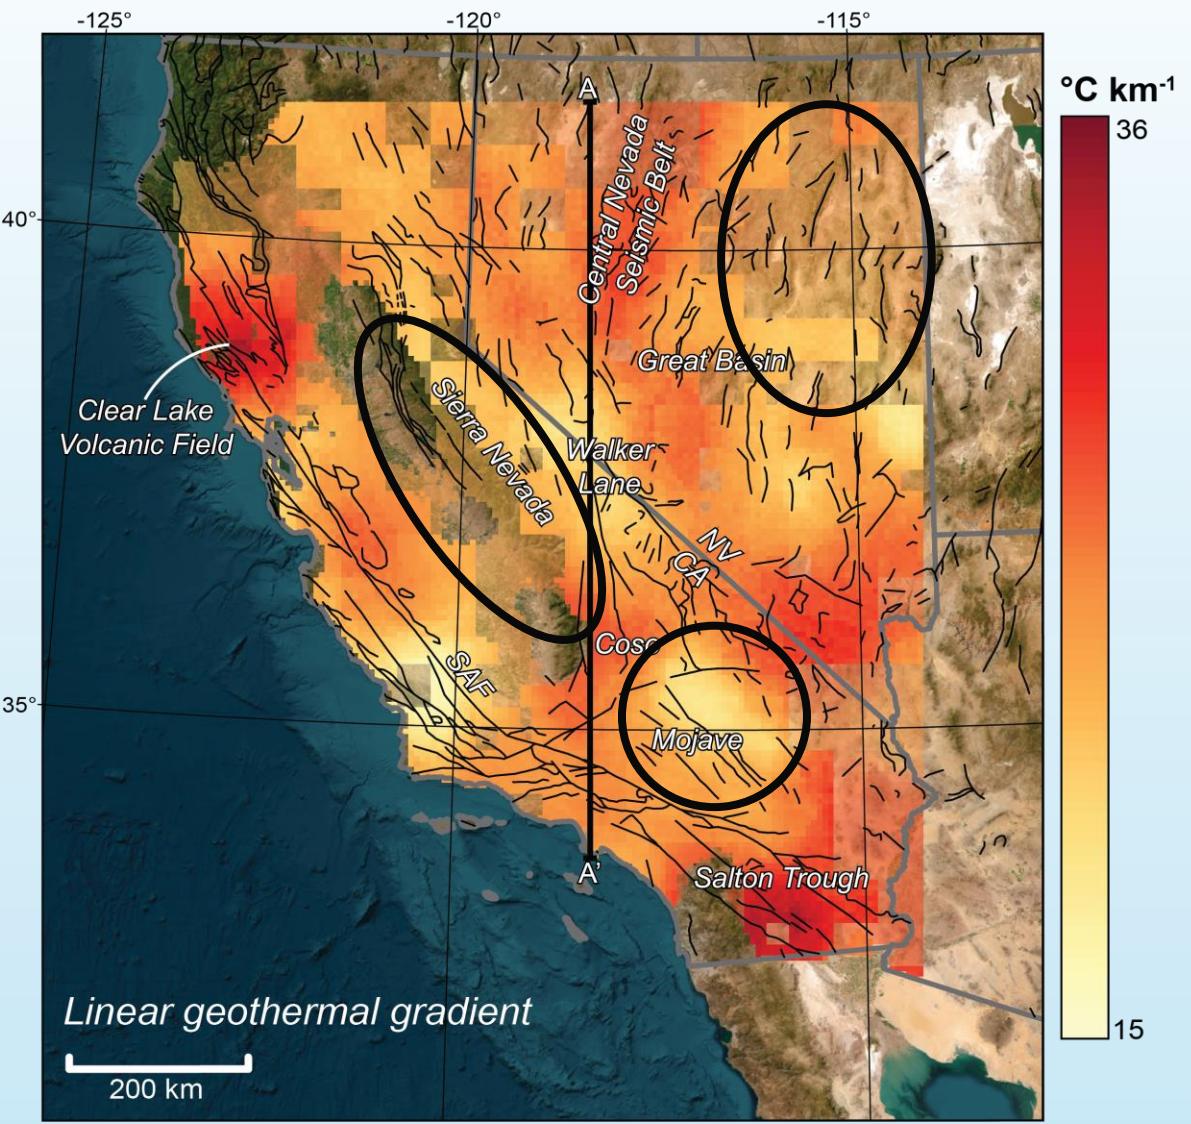 -125°
-120°
-115°
°C km-1
36
A
Central Nevada
Seismic Belt
40°
Great Basin
Clear Lake
Volcanic Field
Sierra Nevada
Walker
Lane
NV
CA
Coso
SAF
35°
Mojave
A'
Salton Trough
Linear geothermal gradient
200 km
15